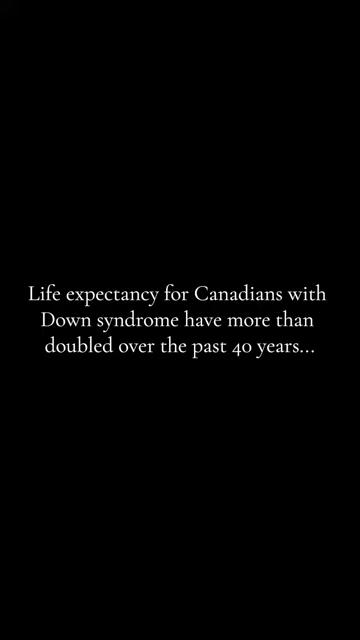 Life expectancy for Canadians with
Down syndrome have more than
doubled over the past 40 years...